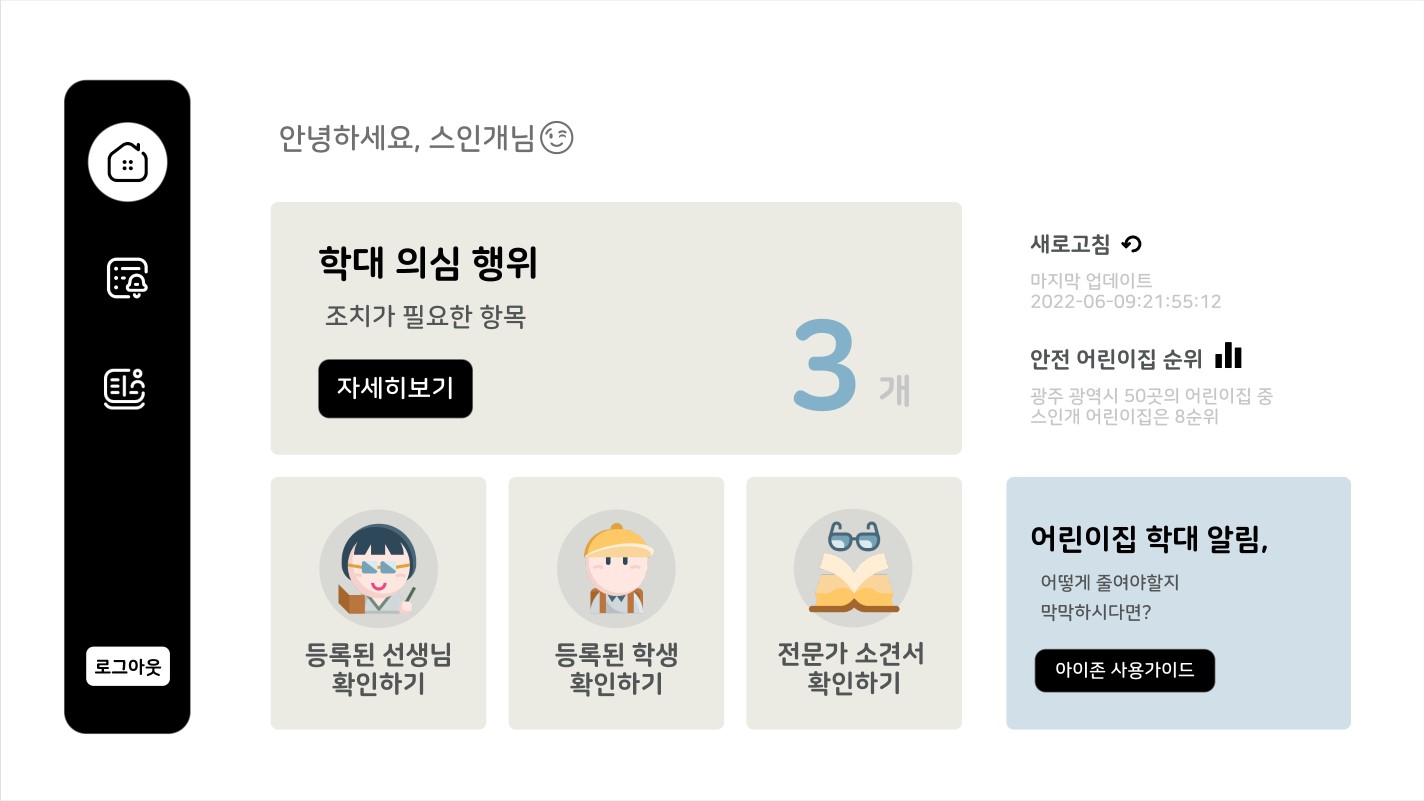 안녕하세요, 스인개님
학대 의심 행위
조치가 필요한 항목
자세히보기
3 개
새로고침
마지막 업데이트
2022-06-09:21:55:12
안전 어린이집 순위
광주 광역시 50곳의 어린이집 중
스인개 어린이집은 8순위
등록된 선생님
확인하기
등록된 학생
확인하기
전문가 소견서
확인하기
어린이집 학대 알림,
어떻게 줄여야할지
막막하시다면?
아이존 사용가이드
로그아웃